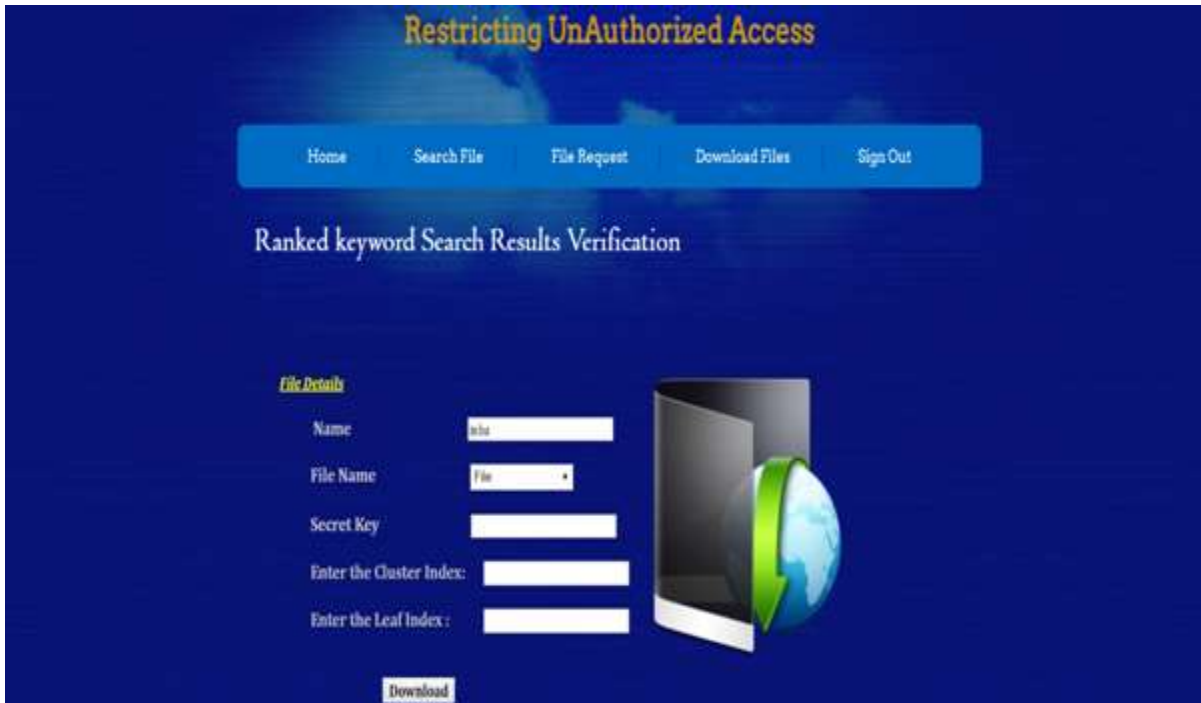 Restricting UnAuthorized Access
Home Search File File Request Download Files Sign Out
Ranked keyword Search Results Verification
File Details
Name
File Name File
Secret Key
Enter the Cluster Index:
Enter the Leaf Index :
Download